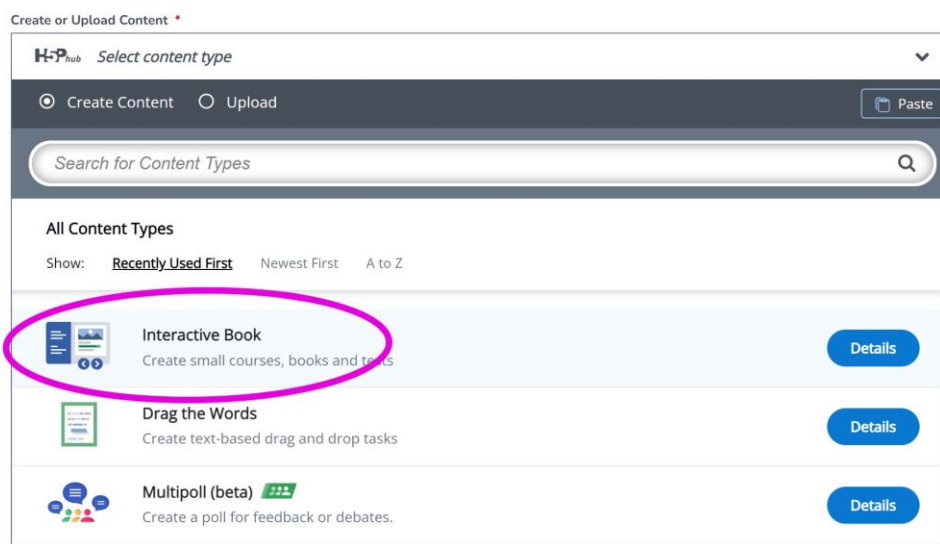 Create or Upload Content *
H5Phub Select content type
Create Content Upload Paste
Search for Content Types
All Content Types
Show: Recently Used First Newest First A to Z
Interactive Book
Create small courses, books and tests
Details
Drag the Words
Create text-based drag and drop tasks
Details
Multipoll (beta)
Create a poll for feedback or debates.
Details